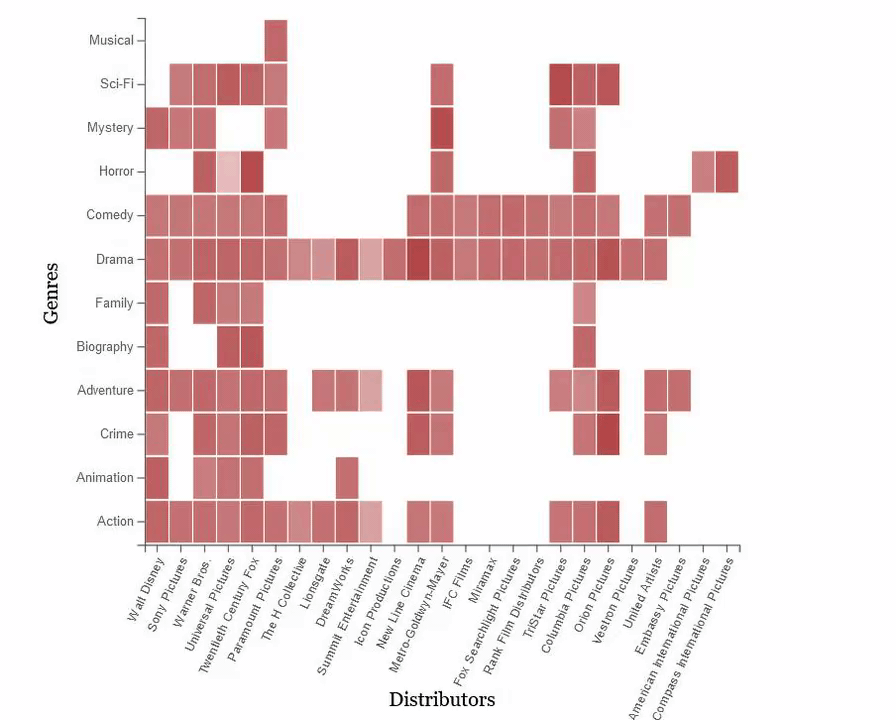 Musical
Sci-Fi
Mystery
Horror
Comedy
Drama
Family
Biography
Adventure
Crime
Animation
Action
Genres
Walt Disney
Sony Pictures
Warner Bros.
Universal Pictures
Twentieth Century Fox
Paramount Pictures
The H Collective
Lionsgate
DreamWorks
Summit Entertainment
Icon Productions
New Line Cinema
Metro-Goldwyn-Mayer
IFC Films
Miramax
Fox Searchlight Pictures
Rank Film Distributors
TriStar Pictures
Columbia Pictures
Orion Pictures
Vestron Pictures
United Artists
Embassy Pictures
American International Pictures
Compass International Pictures
Distributors